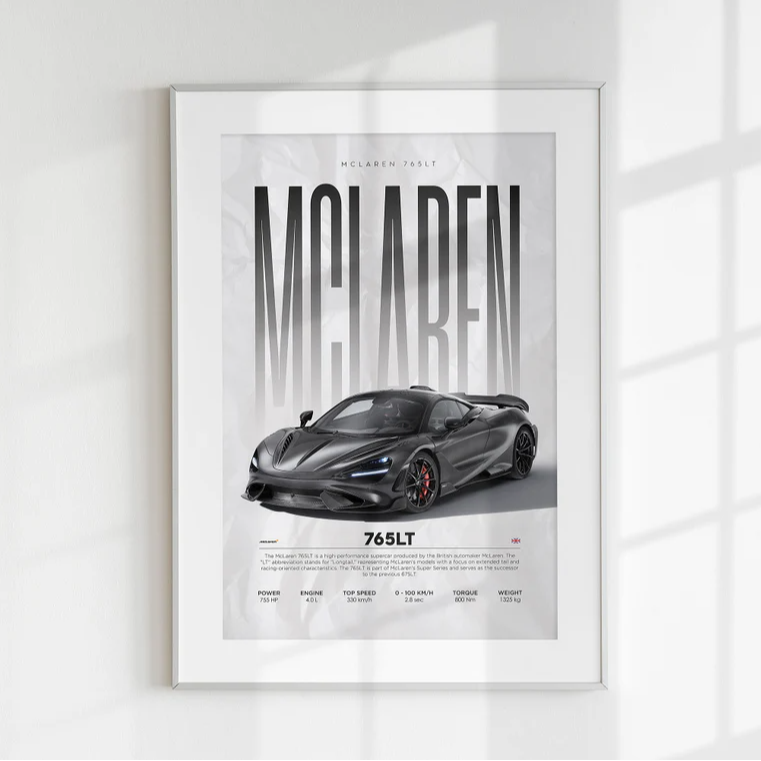 MCLAREN 765LT
MCLAREN
765LT
The McLaren 765LT is a high-performance supercar produced by the British automaker McLaren. The
"LT" abbreviation stands for "Longtail," representing McLaren's models with a focus on extended tail and
racing-oriented characteristics. The 765LT is part of McLaren's Super Series and serves as the successor
to the previous 675LT.
POWER ENGINE TOP SPEED 0 - 100 KM/H TORQUE WEIGHT
755 HP 4.0 L 330 km/h 2.8 sec 800 Nm 1325 kg